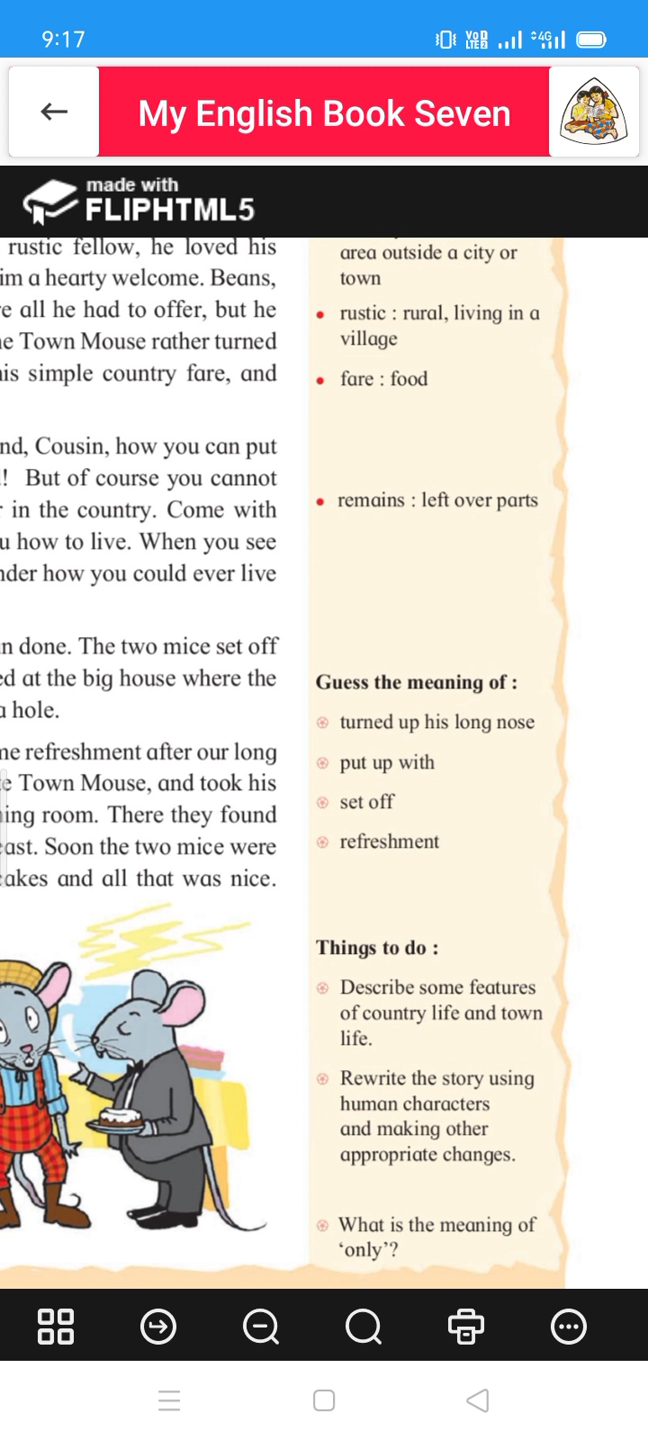 9:17
VoD LTED 4G
My English Book Seven
made with
FLIPHTML5
rustic fellow, he loved his
im a hearty welcome. Beans,
e all he had to offer, but he
e Town Mouse rather turned
is simple country fare, and
nd, Cousin, how you can put
! But of course you cannot
in the country. Come with
u how to live. When you see
nder how you could ever live
n done. The two mice set off
ed at the big house where the
a hole.
me refreshment after our long
e Town Mouse, and took his
ing room. There they found
east. Soon the two mice were
cakes and all that was nice.
area outside a city or
town
• rustic : rural, living in a
village
• fare : food
• remains : left over parts
Guess the meaning of :
turned up his long nose
put up with
set off
refreshment
Things to do :
Describe some features
of country life and town
life.
Rewrite the story using
human characters
and making other
appropriate changes.
What is the meaning of
‘only’?